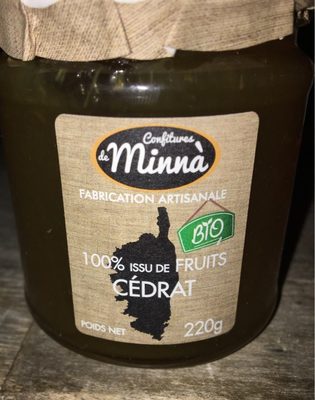 Confitures
de Minnà
FABRICATION ARTISANALE
BIO
100% ISSU DE FRUITS
CÉDRAT
POIDS NET 220g